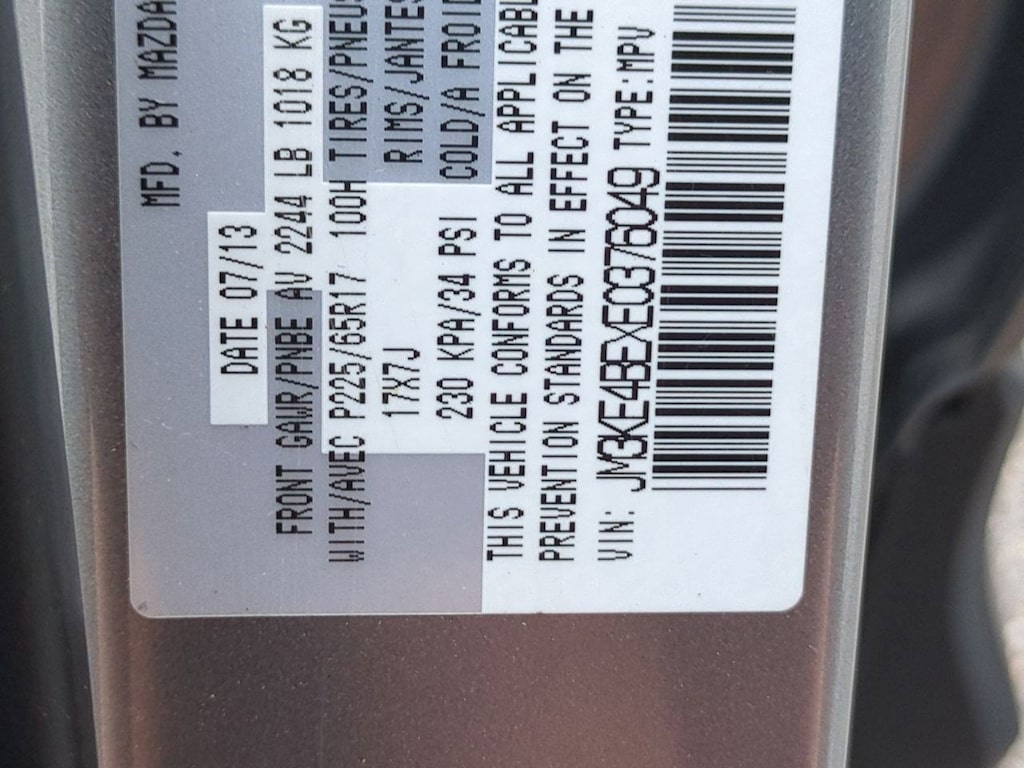 MFD. BY MAZDA
DATE 07/13
FRONT GAWR/PNBE AV 2244 LB 1018 KG
WITH/AVEC P225/65R17 100H TIRES/PNEUS
17X7J RIMS/JANTES
230 KPA/34 PSI COLD/A FROID
THIS VEHICLE CONFORMS TO ALL APPLICABL
PREVENTION STANDARDS IN EFFECT ON THE
VIN: JM3KE4BEXE0376049 TYPE:MPV